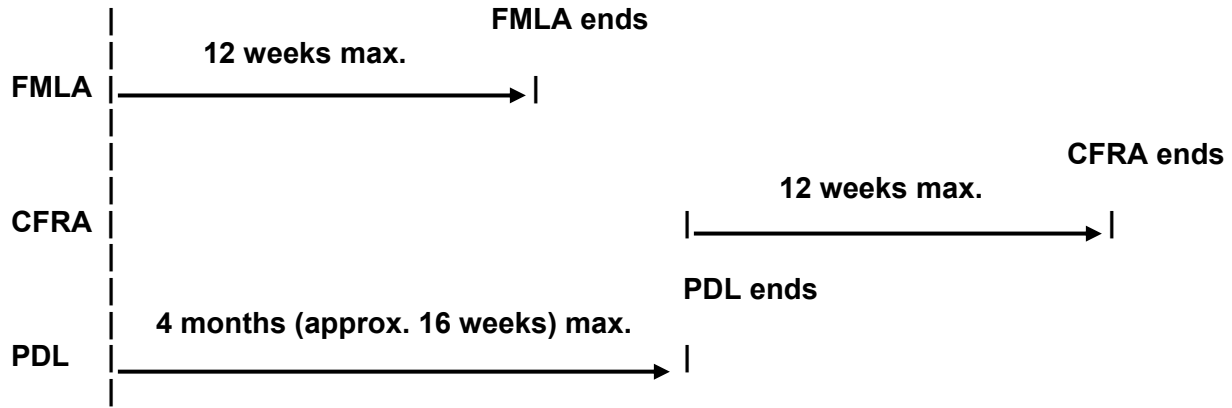 FMLA ends
12 weeks max.
FMLA
CFRA ends
12 weeks max.
CFRA
PDL ends
4 months (approx. 16 weeks) max.
PDL